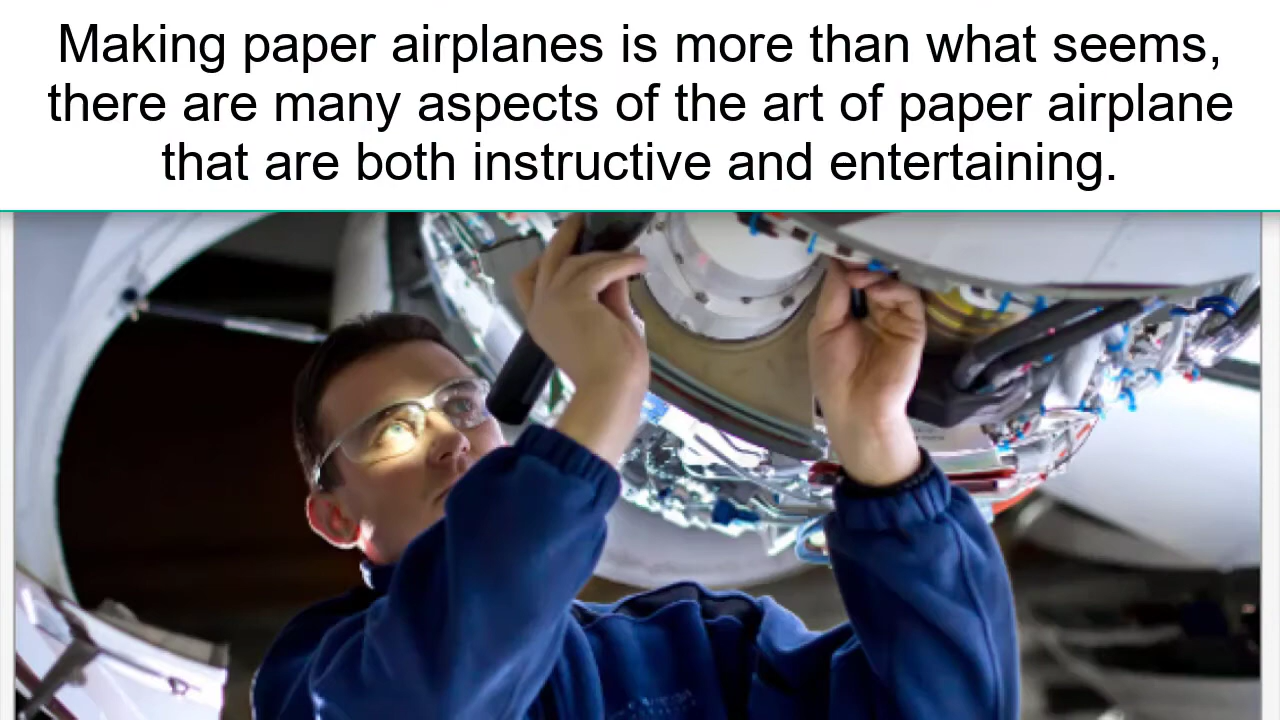 Making paper airplanes is more than what seems,
there are many aspects of the art of paper airplane
that are both instructive and entertaining.